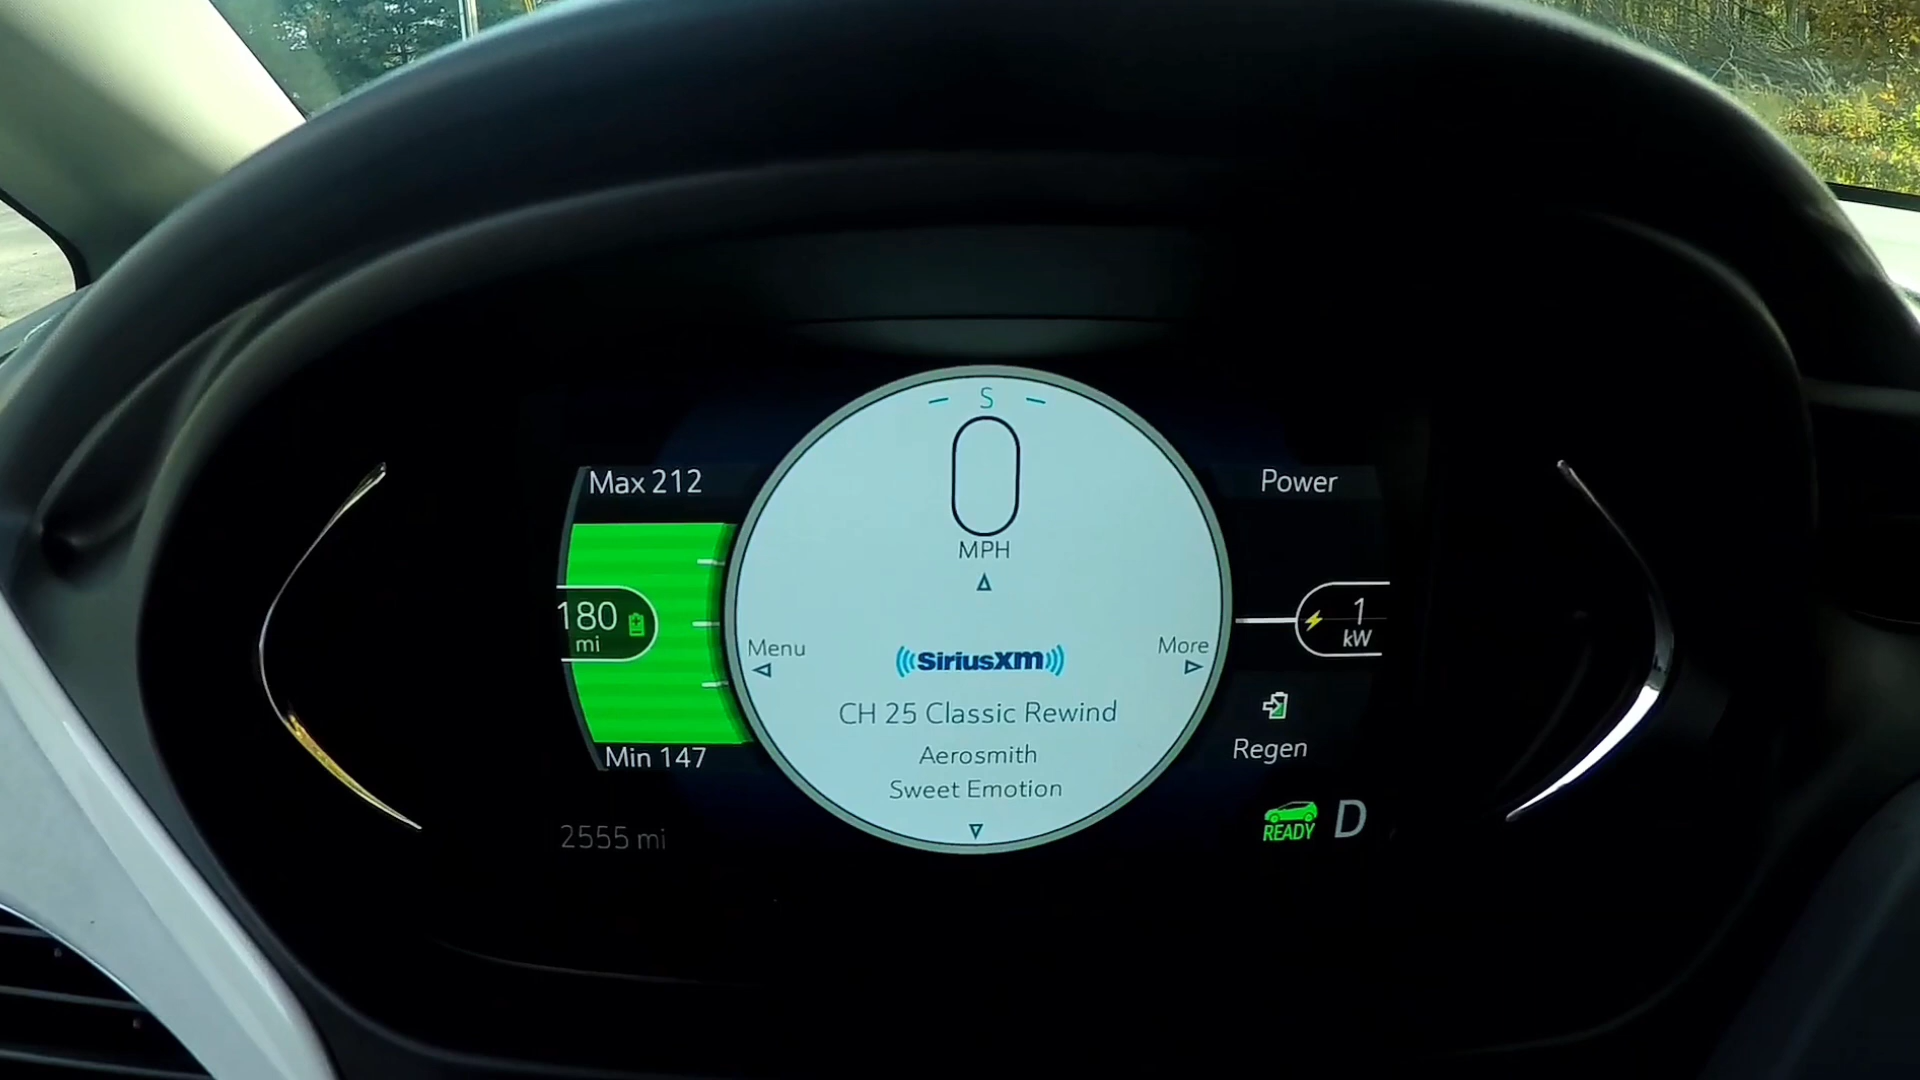 S
0
MPH
Max 212
180
mi
Min 147
2555 mi
Menu
More
((SiriusXM))
CH 25 Classic Rewind
Aerosmith
Sweet Emotion
Power
1
kW
Regen
READY
D